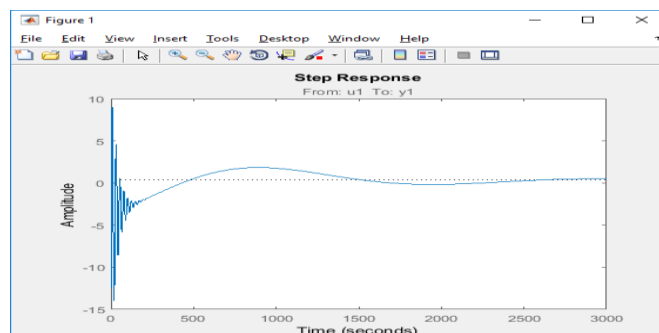 Figure 1
File Edit View Insert Tools Desktop Window Help
Step Response
From: u1 To: y1
10
5
0
-5
-10
-15
Amplitude
0 500 1000 1500 2000 2500 3000
Time (seconds)